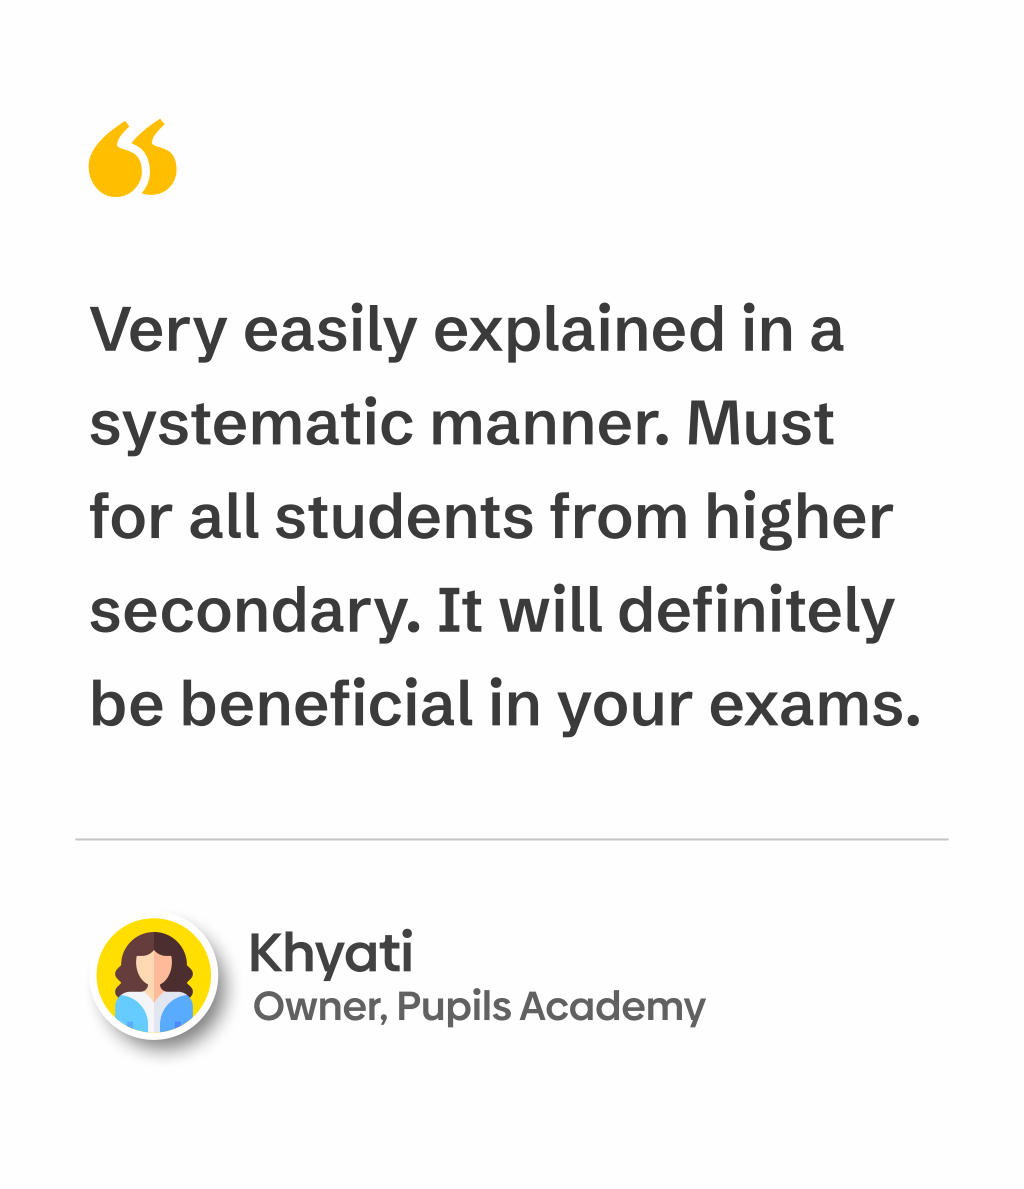 “
Very easily explained in a
systematic manner. Must
for all students from higher
secondary. It will definitely
be beneficial in your exams.
Khyati
Owner, Pupils Academy